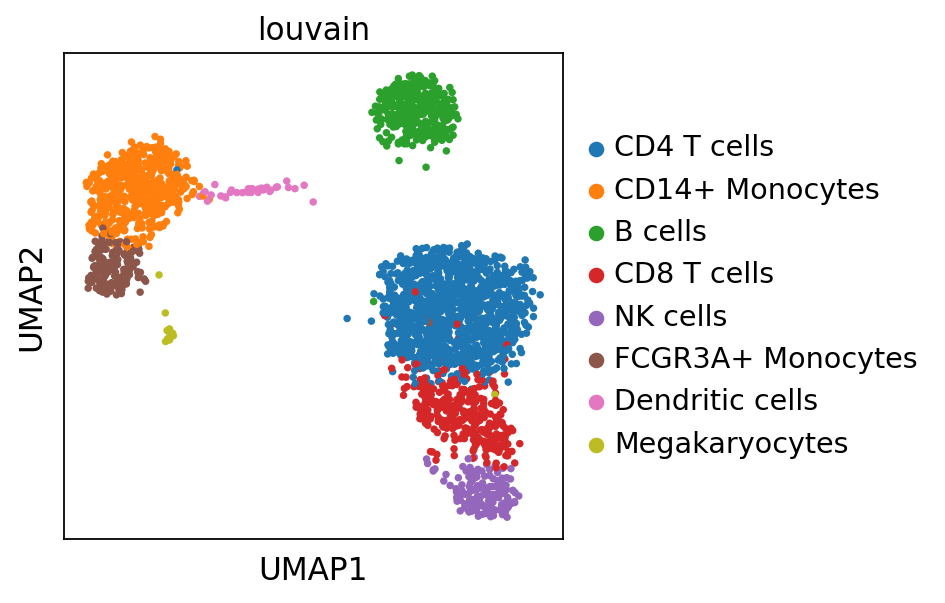 louvain
UMAP2
UMAP1
CD4 T cells
CD14+ Monocytes
B cells
CD8 T cells
NK cells
FCGR3A+ Monocytes
Dendritic cells
Megakaryocytes